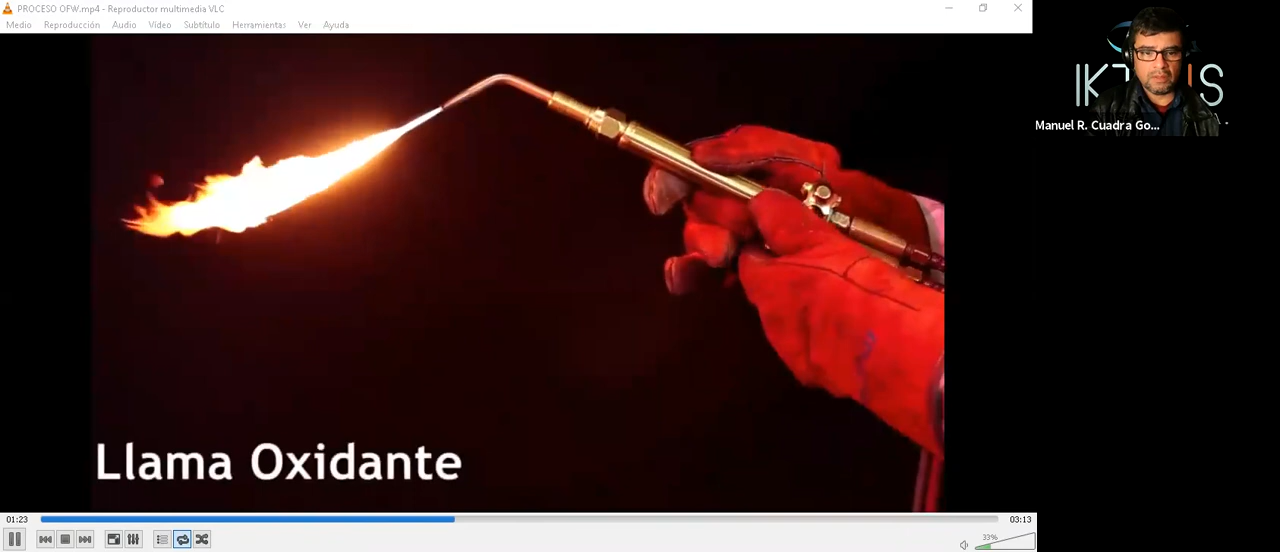 PROCESO OFW.mp4 - Reproductor multimedia VLC
Medio Reproducción Audio Vídeo Subtítulo Herramientas Ver Ayuda
Manuel R. Cuadra Go...
Llama Oxidante
01:23
03:13
33%